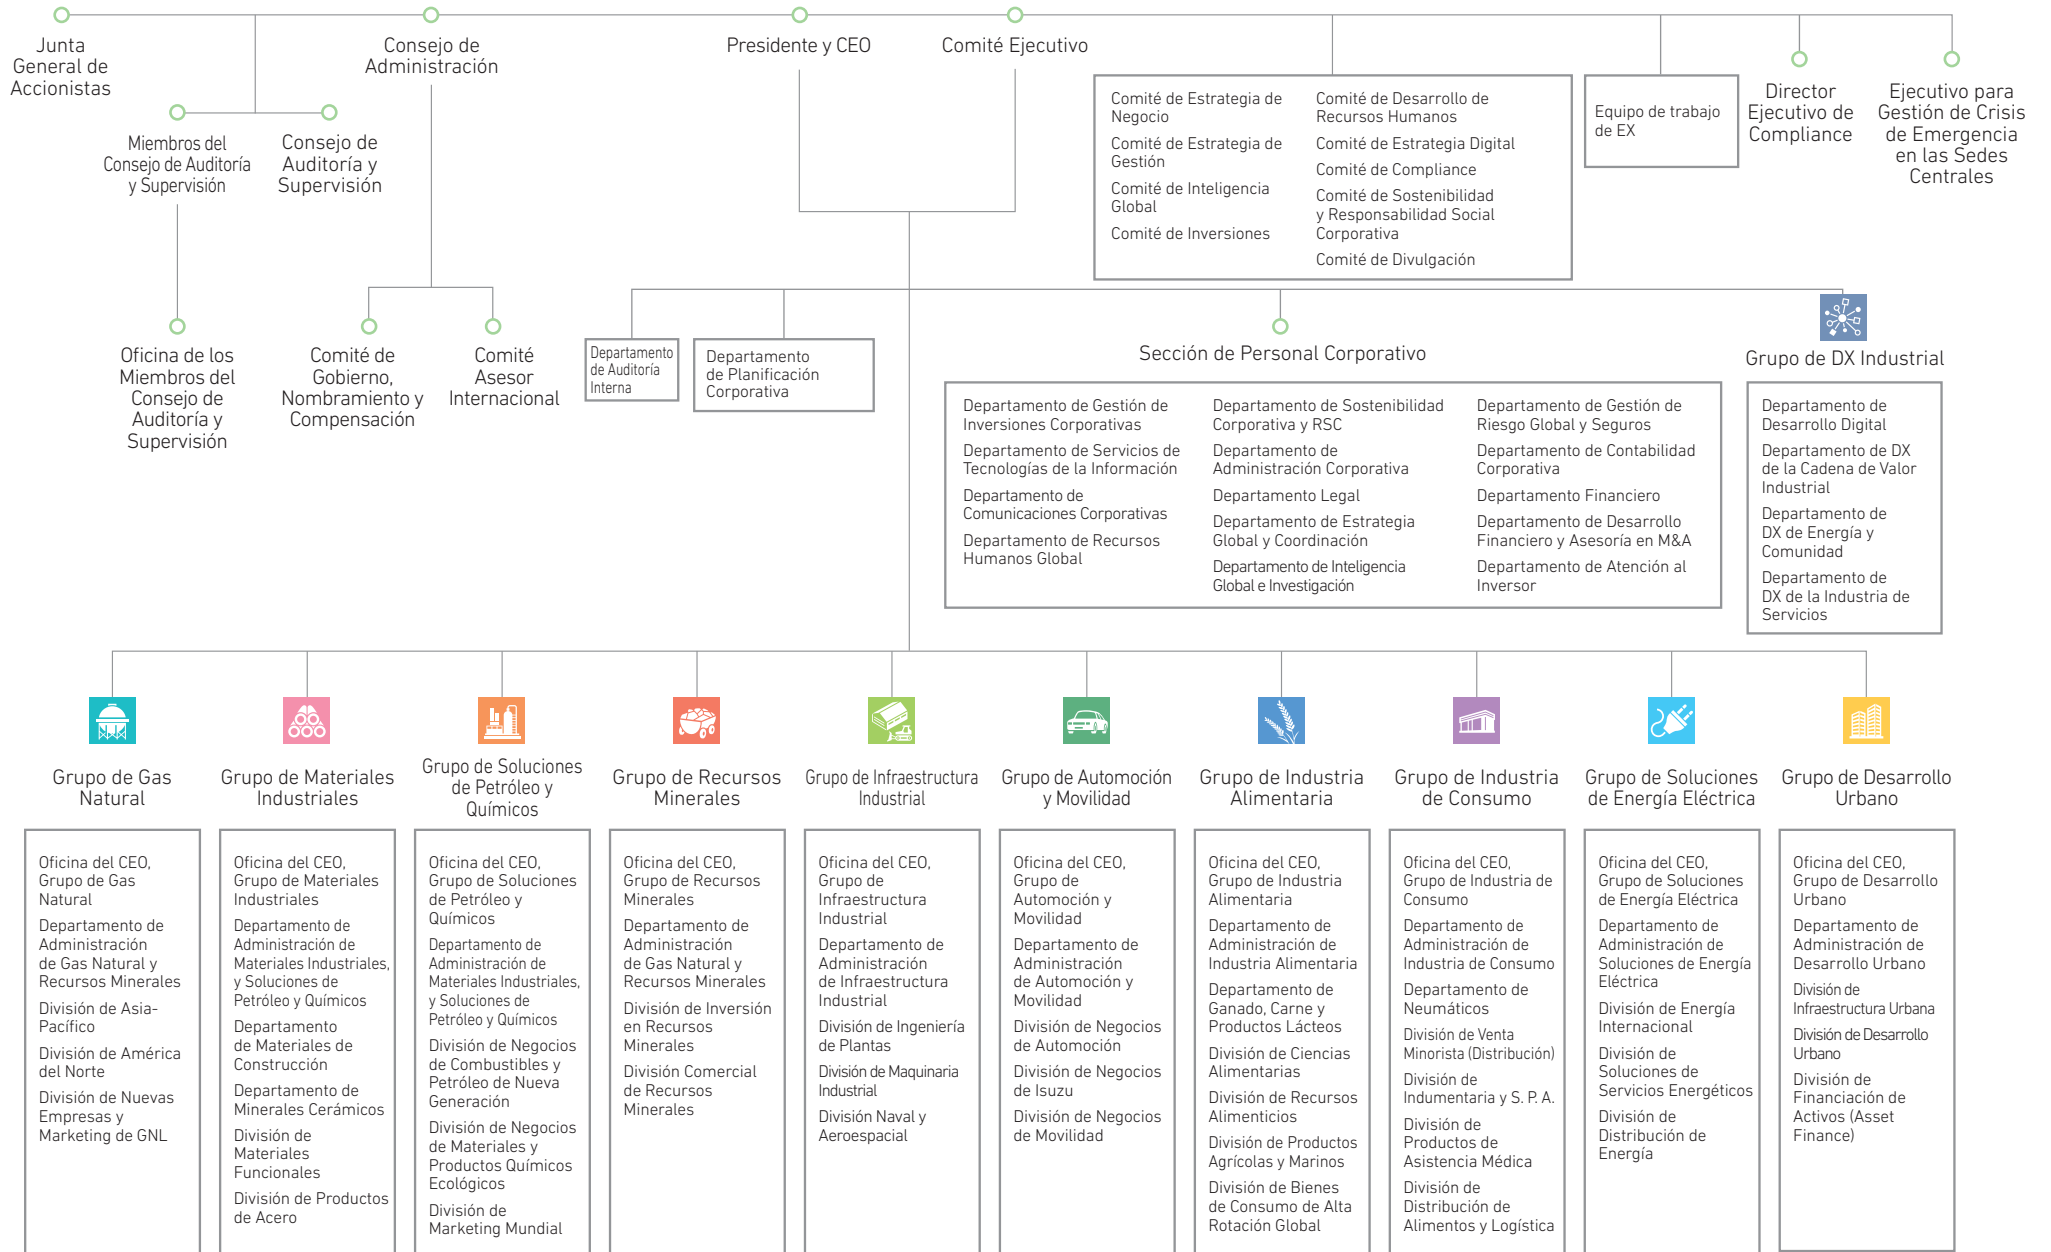 Junta
General de
Accionistas
Miembros del
Consejo de Auditoría
y Supervisión
Consejo de
Auditoría y
Supervisión
Oficina de los
Miembros del
Consejo de
Auditoría y
Supervisión
Consejo de
Administración
Comité de
Gobierno,
Nombramiento y
Compensación
Comité
Asesor
Internacional
Presidente y CEO
Comité Ejecutivo
Comité de Estrategia de
Negocio
Comité de Estrategia de
Gestión
Comité de Inteligencia
Global
Comité de Inversiones
Comité de Desarrollo de
Recursos Humanos
Comité de Estrategia Digital
Comité de Compliance
Comité de Sostenibilidad
y Responsabilidad Social
Corporativa
Comité de Divulgación
Equipo de trabajo
de EX
Director
Ejecutivo de
Compliance
Ejecutivo para
Gestión de Crisis
de Emergencia
en las Sedes
Centrales
Departamento
de Auditoría
Interna
Departamento
de Planificación
Corporativa
Sección de Personal Corporativo
Departamento de Gestión de
Inversiones Corporativas
Departamento de Servicios de
Tecnologías de la Información
Departamento de
Comunicaciones Corporativas
Departamento de Recursos
Humanos Global
Departamento de Sostenibilidad
Corporativa y RSC
Departamento de
Administración Corporativa
Departamento Legal
Departamento de Estrategia
Global y Coordinación
Departamento de Inteligencia
Global e Investigación
Departamento de Gestión de
Riesgo Global y Seguros
Departamento de Contabilidad
Corporativa
Departamento Financiero
Departamento de Desarrollo
Financiero y Asesoría en M&A
Departamento de Atención al
Inversor
Grupo de DX Industrial
Departamento de
Desarrollo Digital
Departamento de DX
de la Cadena de Valor
Industrial
Departamento de
DX de Energía y
Comunidad
Departamento de
DX de la Industria de
Servicios
Grupo de Gas
Natural
Oficina del CEO,
Grupo de Gas
Natural
Departamento de
Administración
de Gas Natural y
Recursos Minerales
División de Asia-
Pacífico
División de América
del Norte
División de Nuevas
Empresas y
Marketing de GNL
Grupo de Materiales
Industriales
Oficina del CEO,
Grupo de Materiales
Industriales
Departamento de
Administración de
Materiales Industriales,
y Soluciones de
Petróleo y Químicos
Departamento
de Materiales de
Construcción
Departamento de
Minerales Cerámicos
División de
Materiales
Funcionales
División de Productos
de Acero
Grupo de Soluciones
de Petróleo y
Químicos
Oficina del CEO,
Grupo de Soluciones
de Petróleo y
Químicos
Departamento de
Administración de
Materiales Industriales,
y Soluciones de
Petróleo y Químicos
División de Negocios
de Combustibles y
Petróleo de Nueva
Generación
División de Negocios
de Materiales y
Productos Químicos
Ecológicos
División de
Marketing Mundial
Grupo de Recursos
Minerales
Oficina del CEO,
Grupo de Recursos
Minerales
Departamento de
Administración
de Gas Natural y
Recursos Minerales
División de Inversión
en Recursos
Minerales
División Comercial
de Recursos
Minerales
Grupo de Infraestructura
Industrial
Oficina del CEO,
Grupo de
Infraestructura
Industrial
Departamento de
Administración
de Infraestructura
Industrial
División de Ingeniería
de Plantas
División de Maquinaria
Industrial
División Naval y
Aeroespacial
Grupo de Automoción
y Movilidad
Oficina del CEO,
Grupo de
Automoción y
Movilidad
Departamento de
Administración
de Automoción y
Movilidad
División de Negocios
de Automoción
División de Negocios
de Isuzu
División de Negocios
de Movilidad
Grupo de Industria
Alimentaria
Oficina del CEO,
Grupo de Industria
Alimentaria
Departamento de
Administración de
Industria Alimentaria
Departamento de
Ganado, Carne y
Productos Lácteos
División de Ciencias
Alimentarias
División de Recursos
Alimenticios
División de Productos
Agrícolas y Marinos
División de Bienes
de Consumo de Alta
Rotación Global
Grupo de Industria
de Consumo
Oficina del CEO,
Grupo de Industria de
Consumo
Departamento de
Administración de
Industria de Consumo
Departamento de
Neumáticos
División de Venta
Minorista (Distribución)
División de
Indumentaria y S. P. A.
División de
Productos de
Asistencia Médica
División de
Distribución de
Alimentos y Logística
Grupo de Soluciones
de Energía Eléctrica
Oficina del CEO,
Grupo de Soluciones
de Energía Eléctrica
Departamento de
Administración de
Soluciones de Energía
Eléctrica
División de Energía
Internacional
División de
Soluciones de
Servicios Energéticos
División de
Distribución de
Energía
Grupo de Desarrollo
Urbano
Oficina del CEO,
Grupo de Desarrollo
Urbano
Departamento de
Administración de
Desarrollo Urbano
División de
Infraestructura Urbana
División de Desarrollo
Urbano
División de
Financiación de
Activos (Asset
Finance)